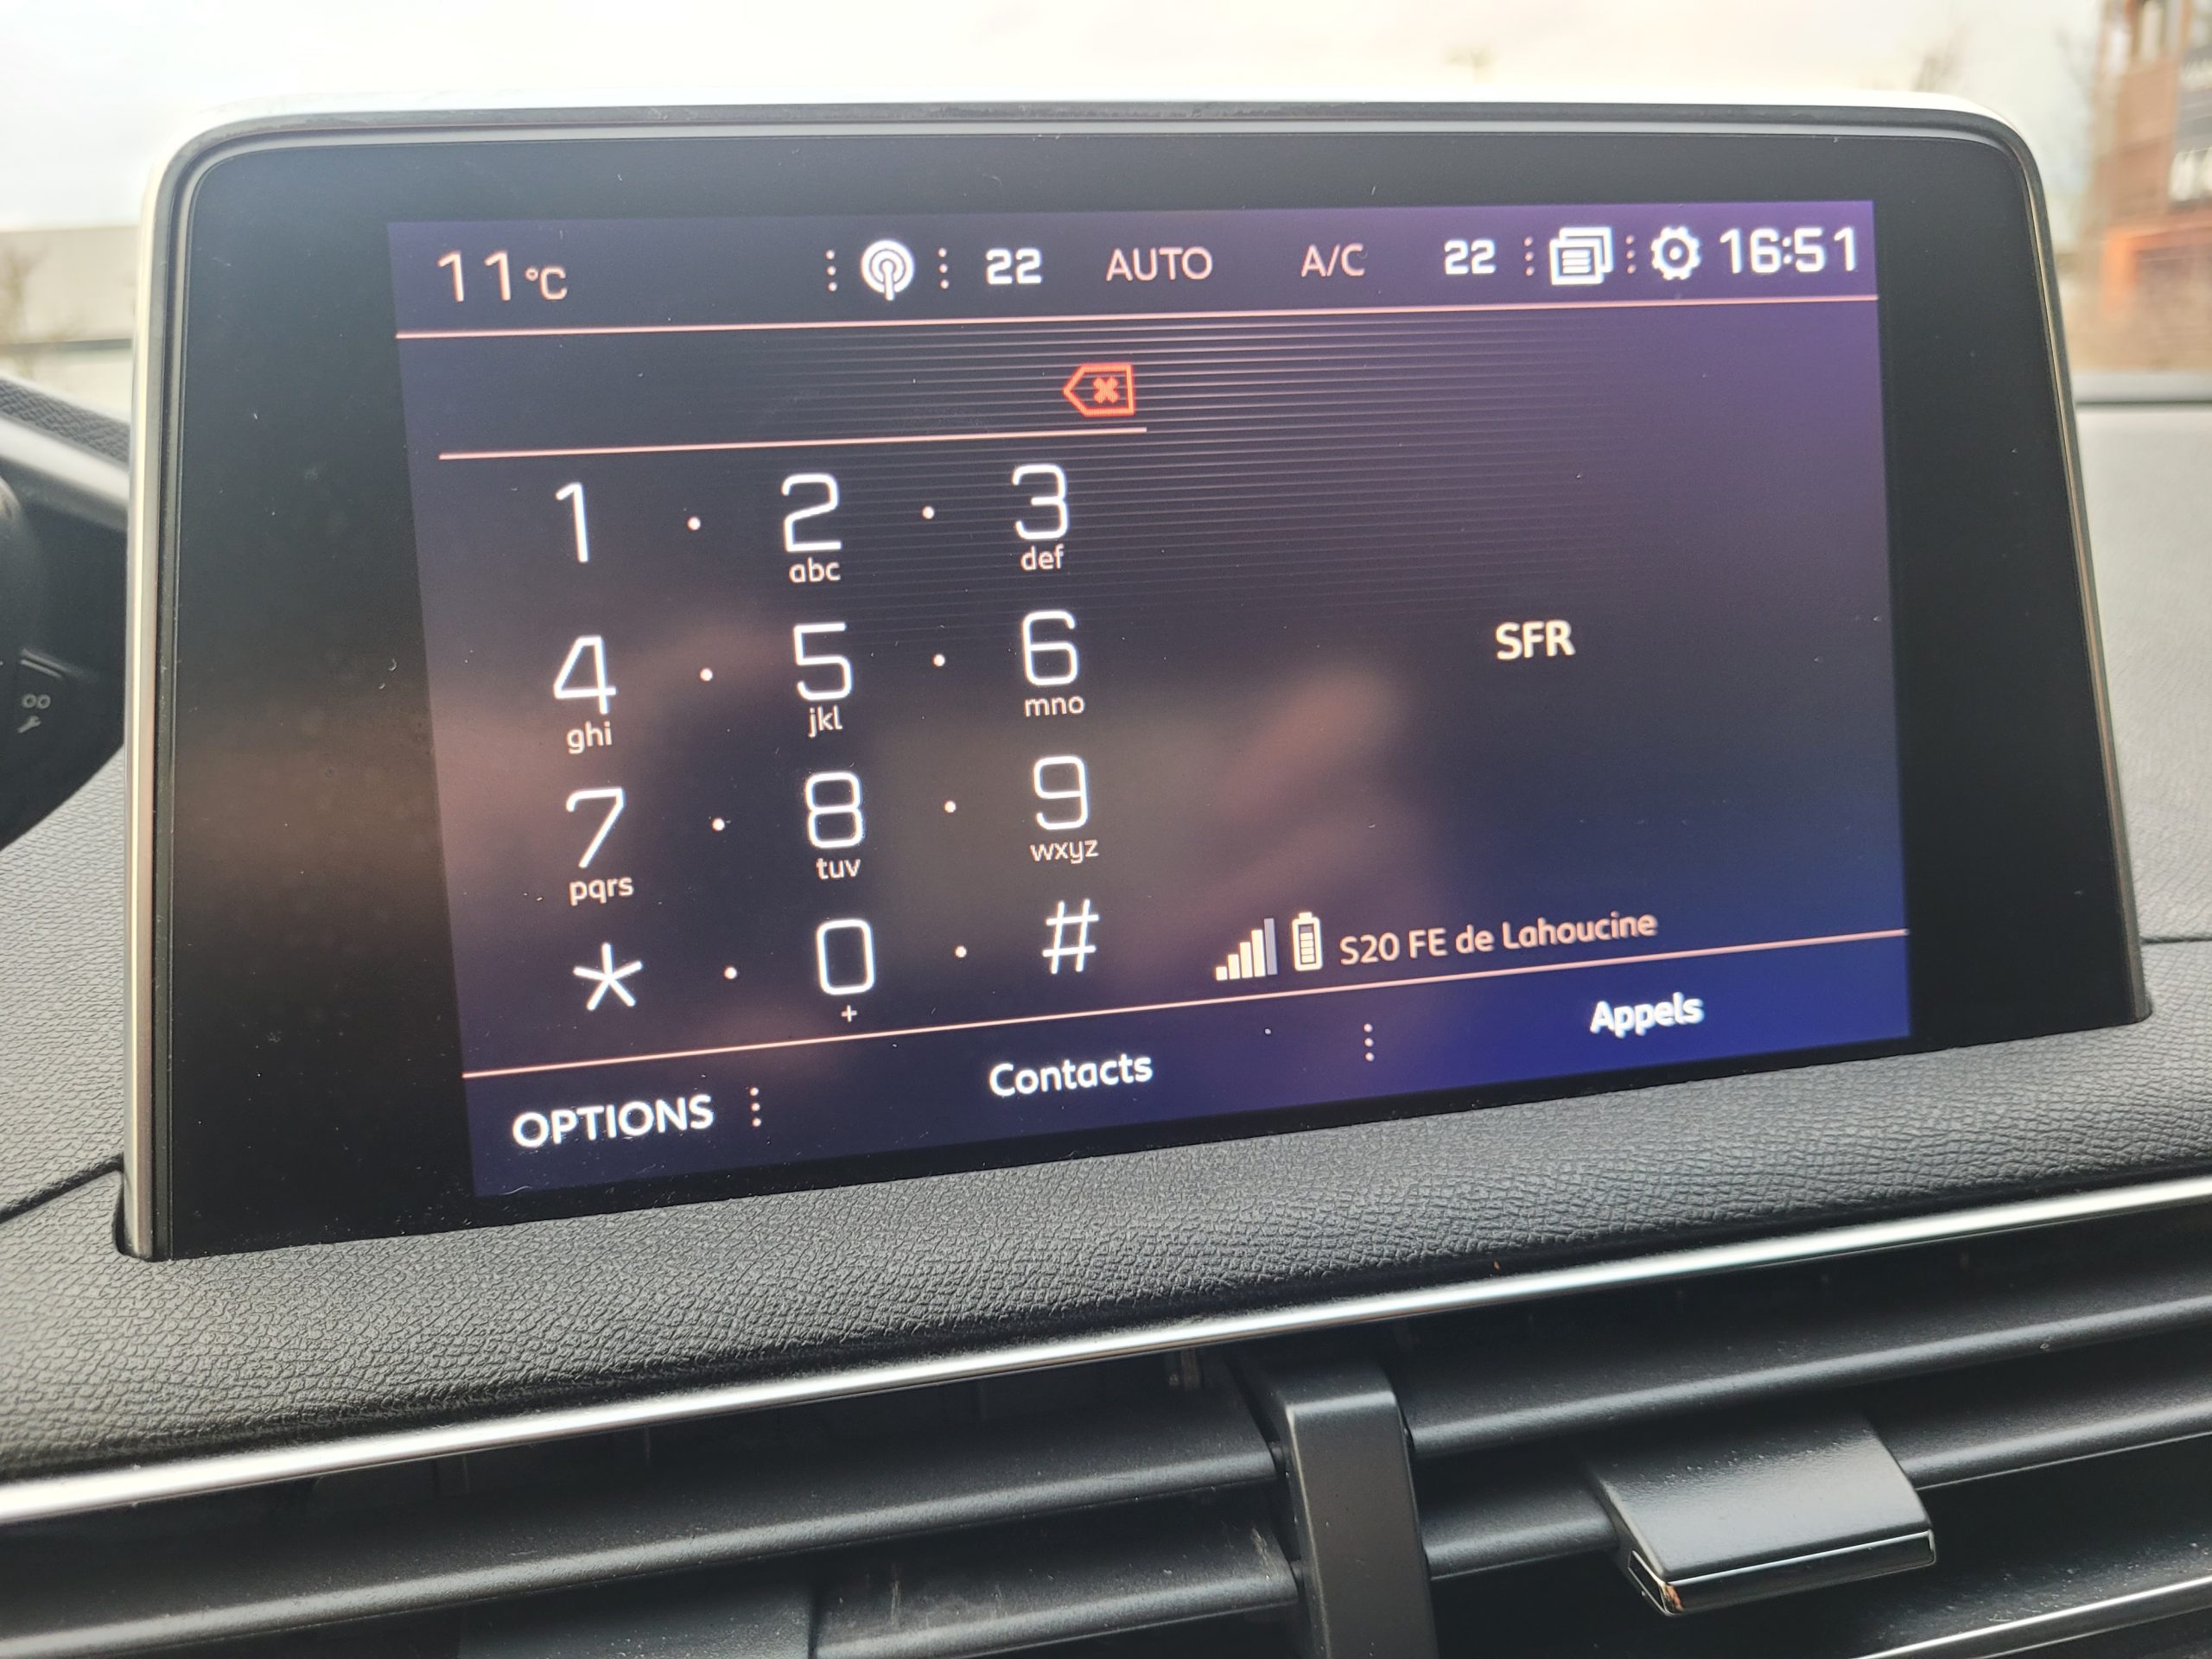 11°C 22 AUTO A/C 22 16:51
1 2 3
abc def
4 5 6
ghi jkl mno
SFR
7 8 9
pqrs tuv wxyz
* 0 #
+
S20 FE de Lahoucine
OPTIONS Contacts Appels